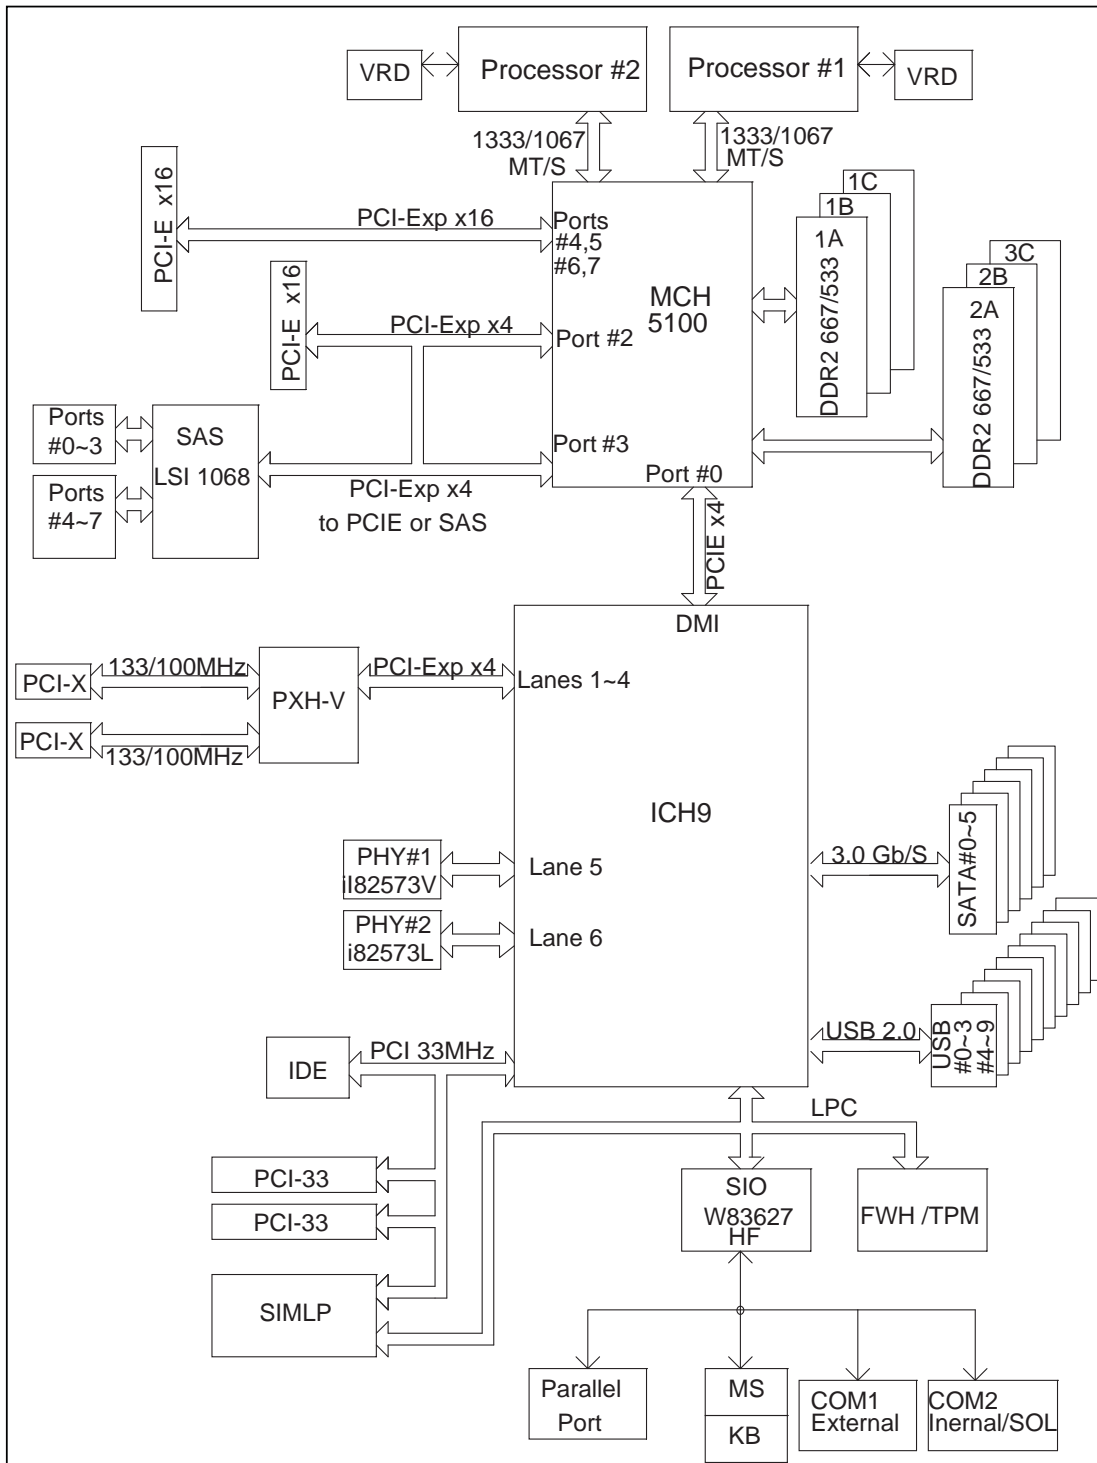 VRD
Processor #2
Processor #1
VRD
1333/1067
MT/S
1333/1067
MT/S
PCI-E x16
PCI-Exp x16
Ports
#4,5
#6,7
MCH
5100
1C
1B
1A
DDR2 667/533
3C
2B
2A
DDR2 667/533
PCI-E x16
PCI-Exp x4
Port #2
Ports
#0~3
SAS
LSI 1068
Ports
#4~7
Port #3
Port #0
PCI-Exp x4
to PCIE or SAS
PCIE x4
DMI
PCI-X
133/100MHz
PXH-V
PCI-Exp x4
Lanes 1~4
PCI-X
133/100MHz
ICH9
PHY#1
iI82573V
Lane 5
3.0 Gb/S
SATA#0~5
PHY#2
i82573L
Lane 6
IDE
PCI 33MHz
USB 2.0
USB
#0~3
#4~9
LPC
PCI-33
PCI-33
SIO
W83627
HF
FWH /TPM
SIMLP
Parallel
Port
MS
KB
COM1
External
COM2
Inernal/SOL